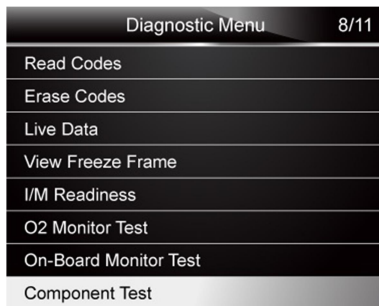 Diagnostic Menu 8/11
Read Codes
Erase Codes
Live Data
View Freeze Frame
I/M Readiness
O2 Monitor Test
On-Board Monitor Test
Component Test